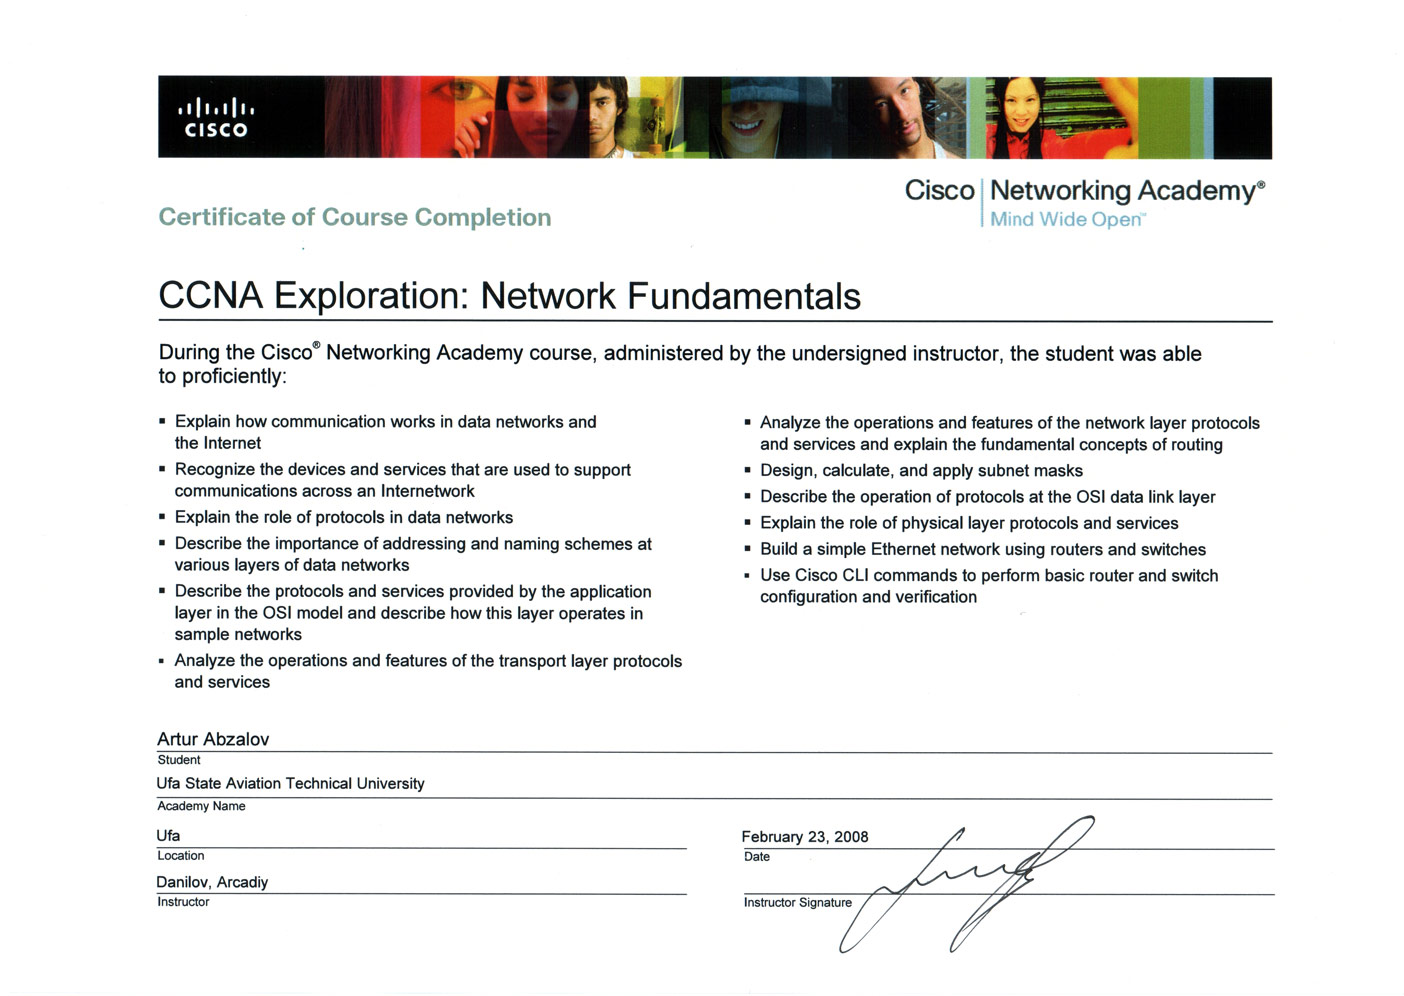 CISCO
Cisco Networking Academy®
Mind Wide Open™
Certificate of Course Completion
CCNA Exploration: Network Fundamentals
During the Cisco® Networking Academy course, administered by the undersigned instructor, the student was able
to proficiently:
▪ Explain how communication works in data networks and
the Internet
▪ Recognize the devices and services that are used to support
communications across an Internetwork
▪ Explain the role of protocols in data networks
▪ Describe the importance of addressing and naming schemes at
various layers of data networks
▪ Describe the protocols and services provided by the application
layer in the OSI model and describe how this layer operates in
sample networks
▪ Analyze the operations and features of the transport layer protocols
and services
▪ Analyze the operations and features of the network layer protocols
and services and explain the fundamental concepts of routing
▪ Design, calculate, and apply subnet masks
▪ Describe the operation of protocols at the OSI data link layer
▪ Explain the role of physical layer protocols and services
▪ Build a simple Ethernet network using routers and switches
▪ Use Cisco CLI commands to perform basic router and switch
configuration and verification
Artur Abzalov
Student
Ufa State Aviation Technical University
Academy Name
Ufa
Location
February 23, 2008
Date
Danilov, Arcadiy
Instructor
Instructor Signature